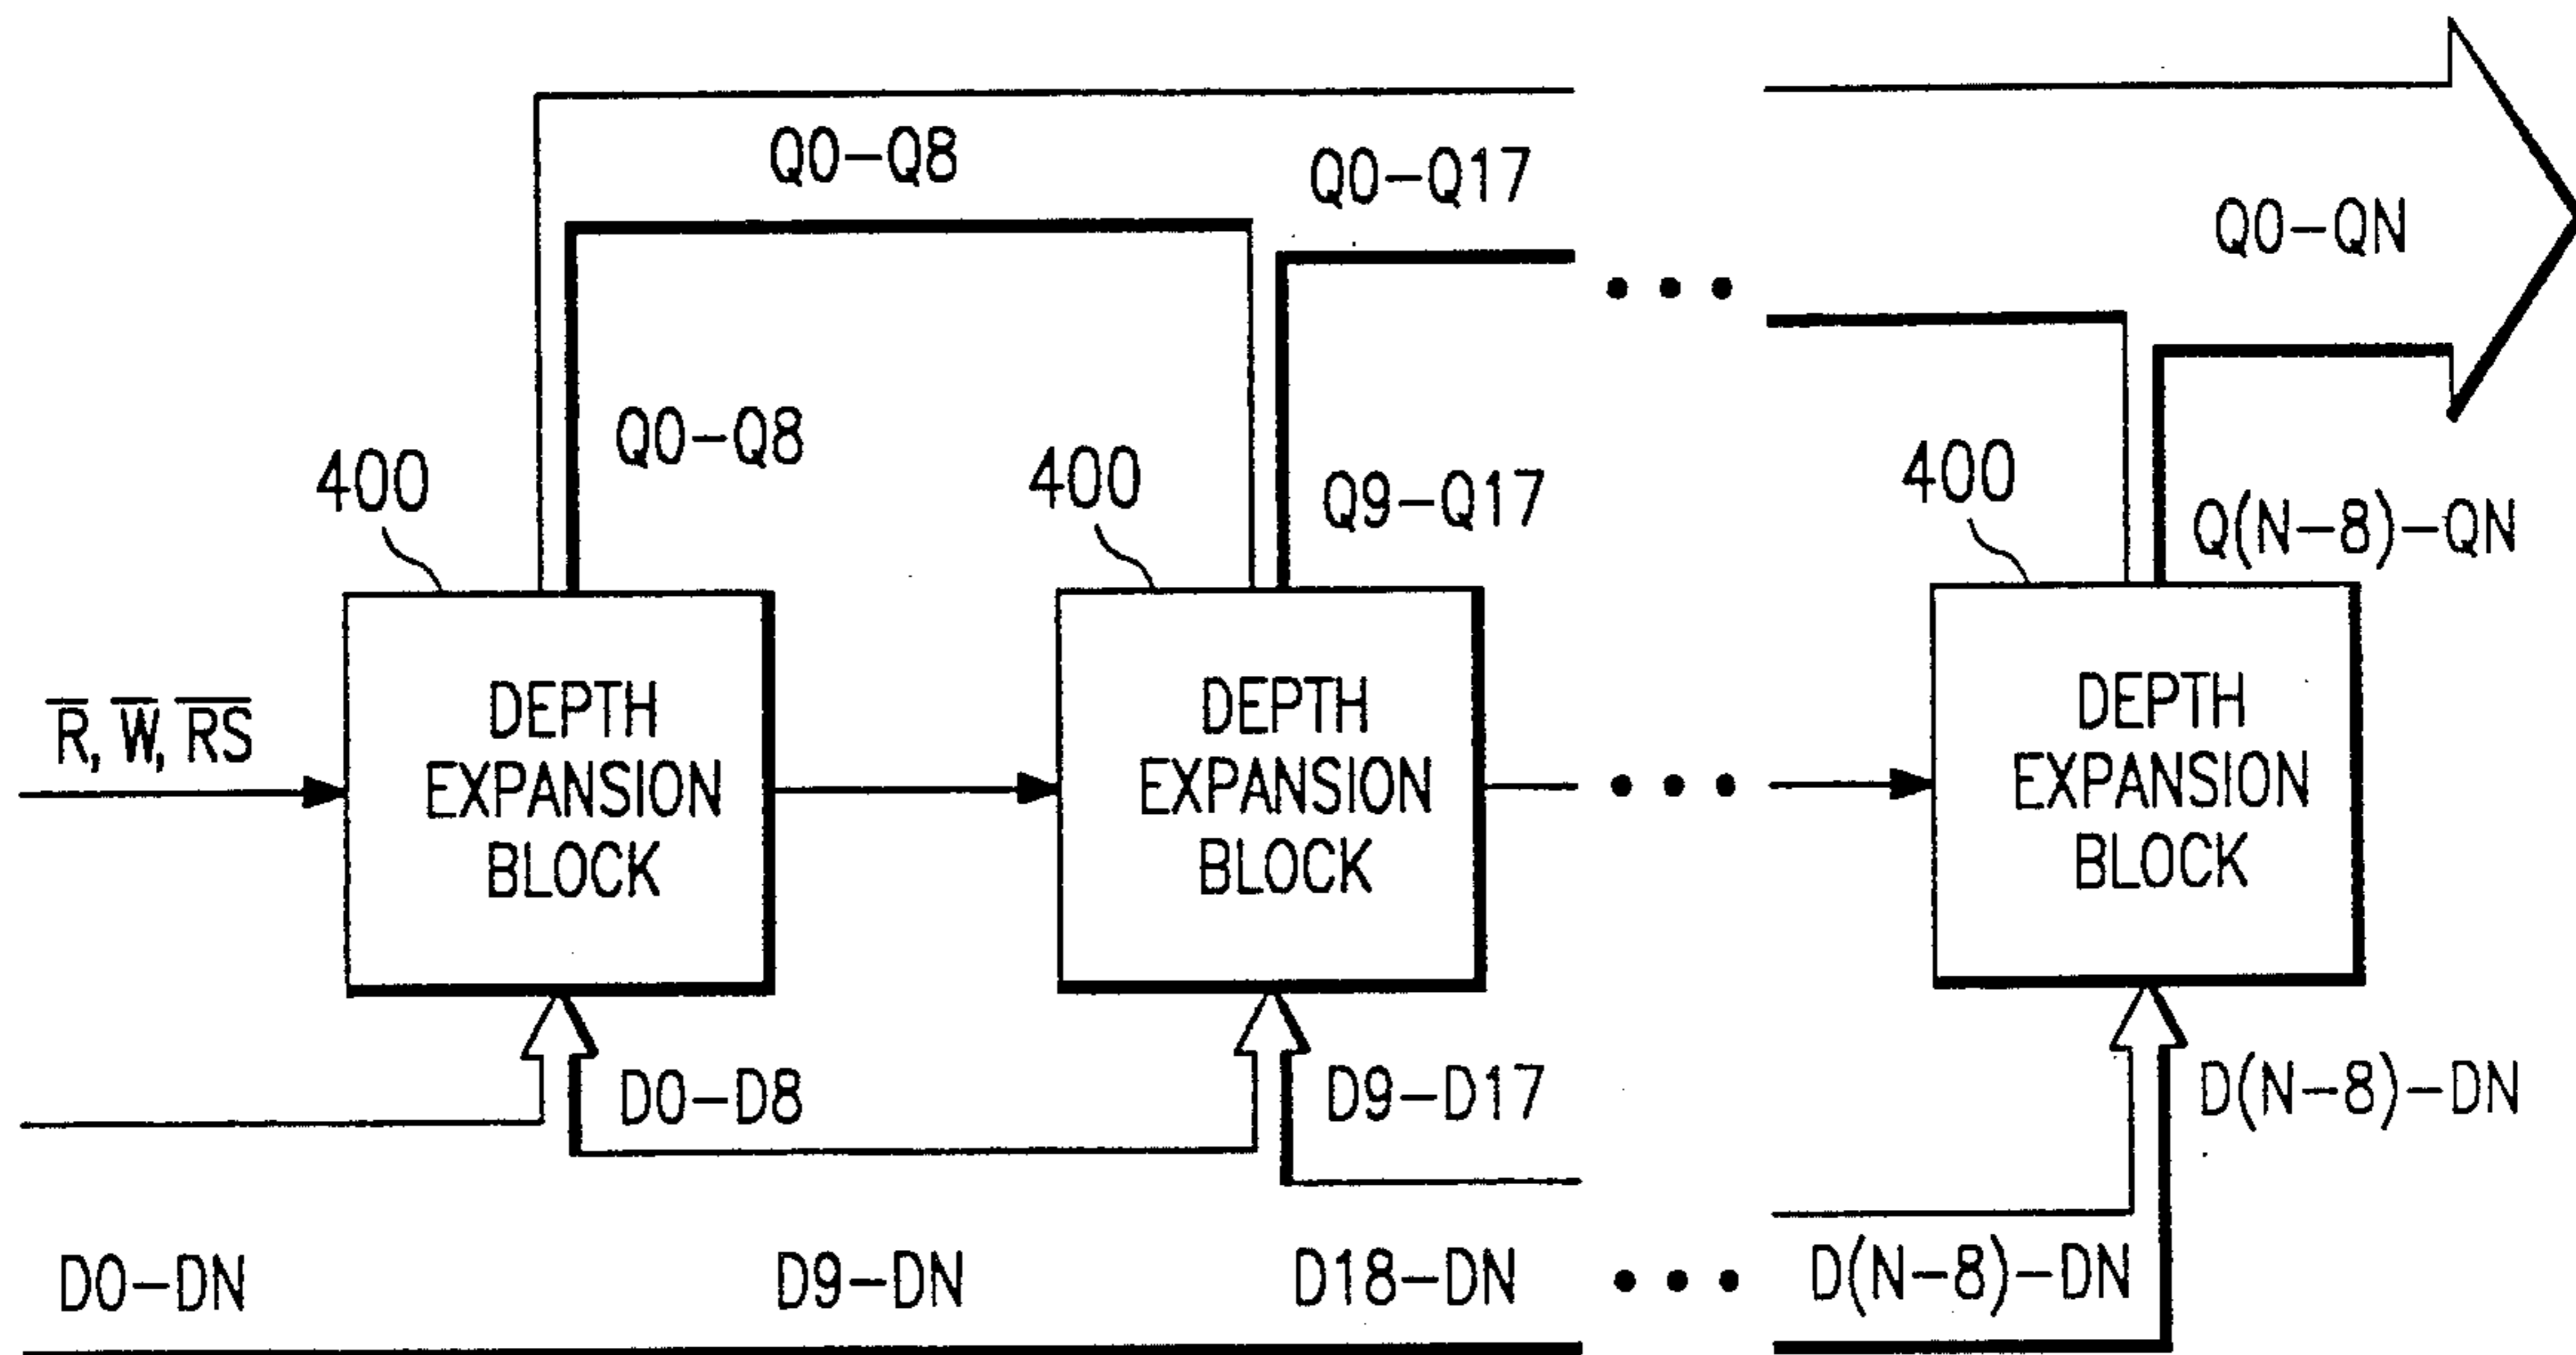 Q0-Q8
Q0-Q17
Q0-QN
Q0-Q8
400
400
Q9-Q17
400
Q(N-8)-QN
R̅, W̅, R̅S̅
DEPTH
EXPANSION
BLOCK
DEPTH
EXPANSION
BLOCK
DEPTH
EXPANSION
BLOCK
D0-D8
D9-D17
D(N-8)-DN
D0-DN
D9-DN
D18-DN
D(N-8)-DN